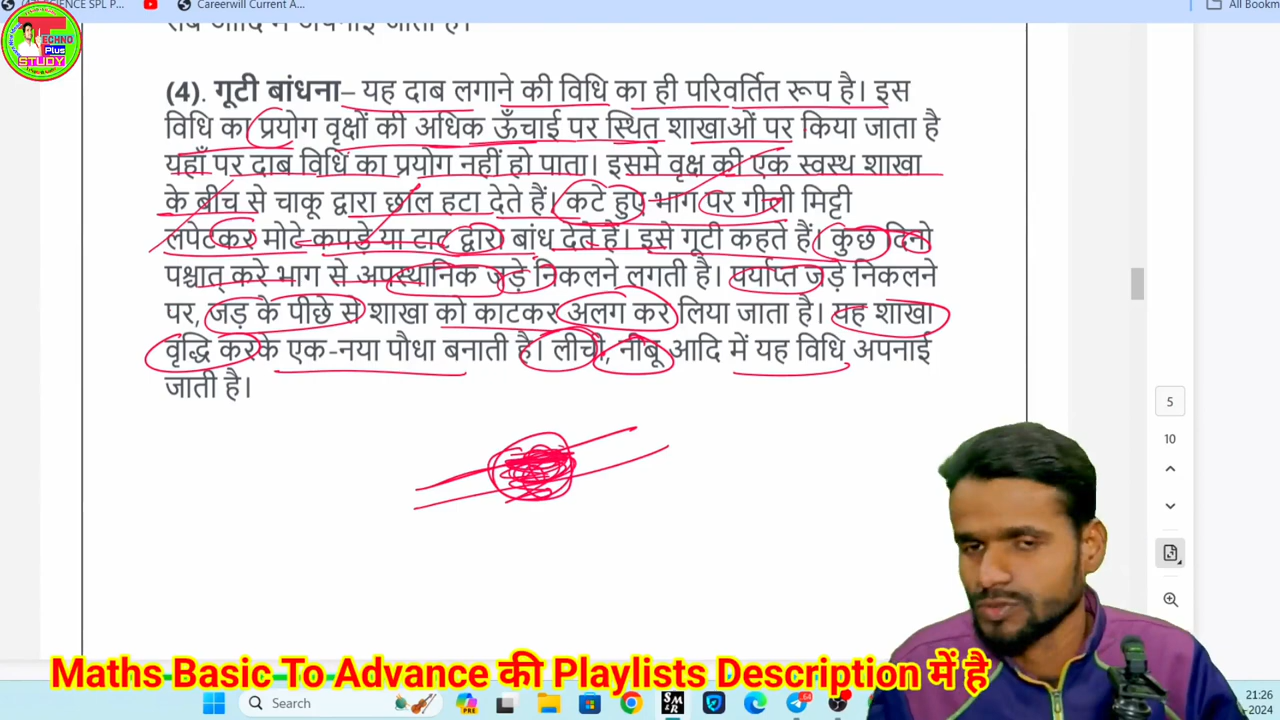 SPL P...
Careerwill Current A...
All Bookm
TECHNO
Plus
STUDY
(4). गूटी बांधना– यह दाब लगाने की विधि का ही परिवर्तित रूप है। इस
विधि का प्रयोग वृक्षों की अधिक ऊँचाई पर स्थित शाखाओं पर किया जाता है
यहाँ पर दाब विधि का प्रयोग नहीं हो पाता। इसमे वृक्ष की एक स्वस्थ शाखा
के बीच से चाकू द्वारा छाल हटा देते हैं। कटे हुए भाग पर गीली मिट्टी
लपेटकर मोटे कपड़े या टाट द्वारा बांध देते हैं। इसे गूटी कहते हैं। कुछ दिनो
पश्चात् करे भाग से अपस्थानिक जड़े निकलने लगती है। पर्याप्त जड़े निकलने
पर, जड़ के पीछे से शाखा को काटकर अलग कर लिया जाता है। यह शाखा
वृद्धि करके एक-नया पौधा बनाती है। लीची, नीबू आदि में यह विधि अपनाई
जाती है।
5
10
Maths Basic To Advance की Playlists Description में है
Search
21:26
-2024